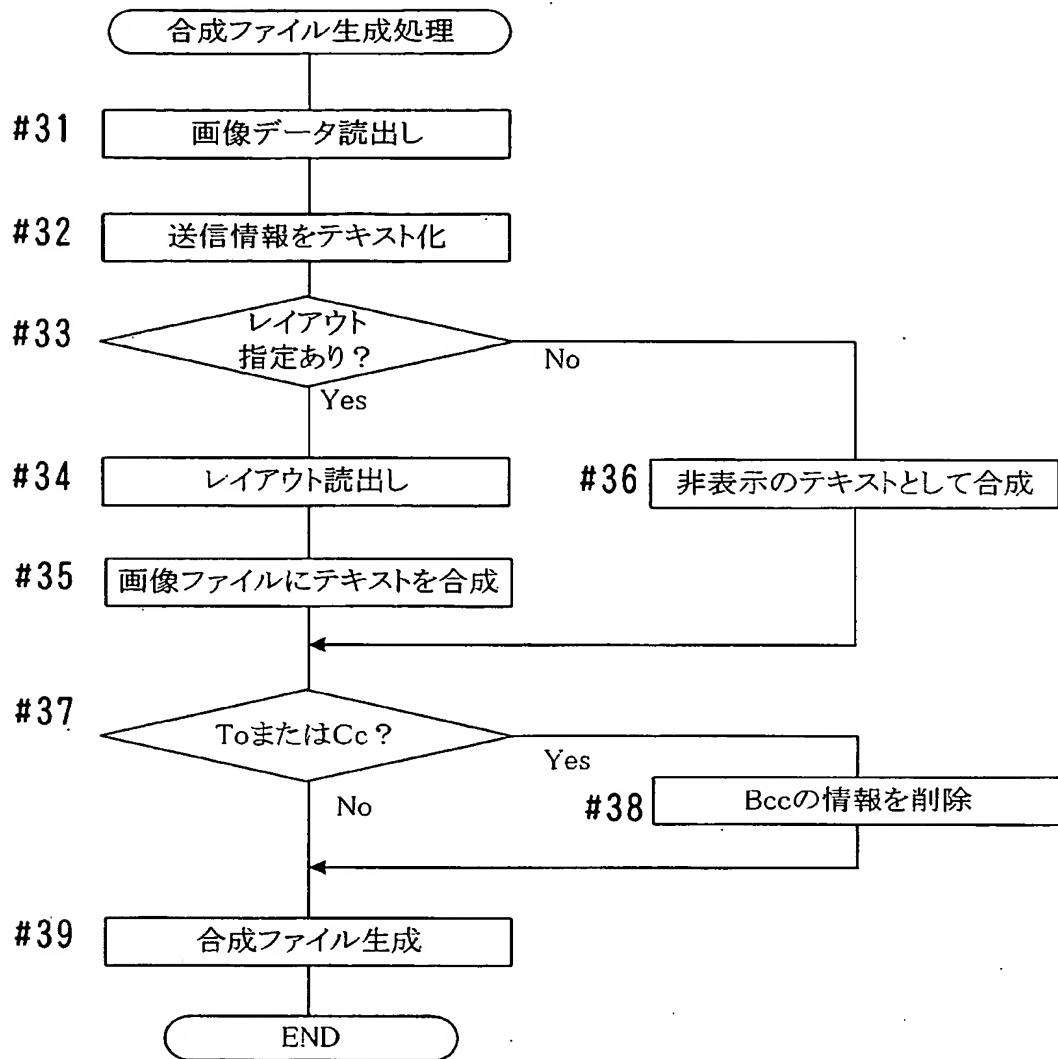 合成ファイル生成処理
#31
画像データ読出し
#32
送信情報をテキスト化
#33
レイアウト
指定あり？
No
Yes
#34
レイアウト読出し
#36
非表示のテキストとして合成
#35
画像ファイルにテキストを合成
#37
ToまたはCc？
Yes
No
#38
Bccの情報を削除
#39
合成ファイル生成
END